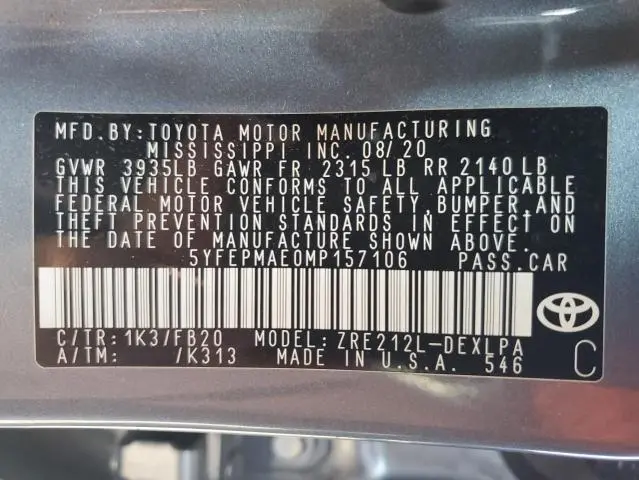 MFD.BY:TOYOTA MOTOR MANUFACTURING
MISSISSIPPI INC. 08/20
GVWR 3935LB GAWR FR 2315 LB RR 2140 LB
THIS VEHICLE CONFORMS TO ALL APPLICABLE
FEDERAL MOTOR VEHICLE SAFETY,BUMPER,AND
THEFT PREVENTION STANDARDS IN EFFECT ON
THE DATE OF MANUFACTURE SHOWN ABOVE.
5YFEPMAE0MP157106 PASS.CAR
C/TR:1K3/FB20 MODEL:ZRE212L-DEXLPA
A/TM: /K313 MADE IN U.S.A. 546
C